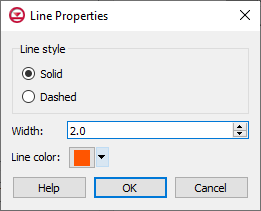 Line Properties
Line style
Solid
Dashed
Width: 2.0
Line color:
Help OK Cancel